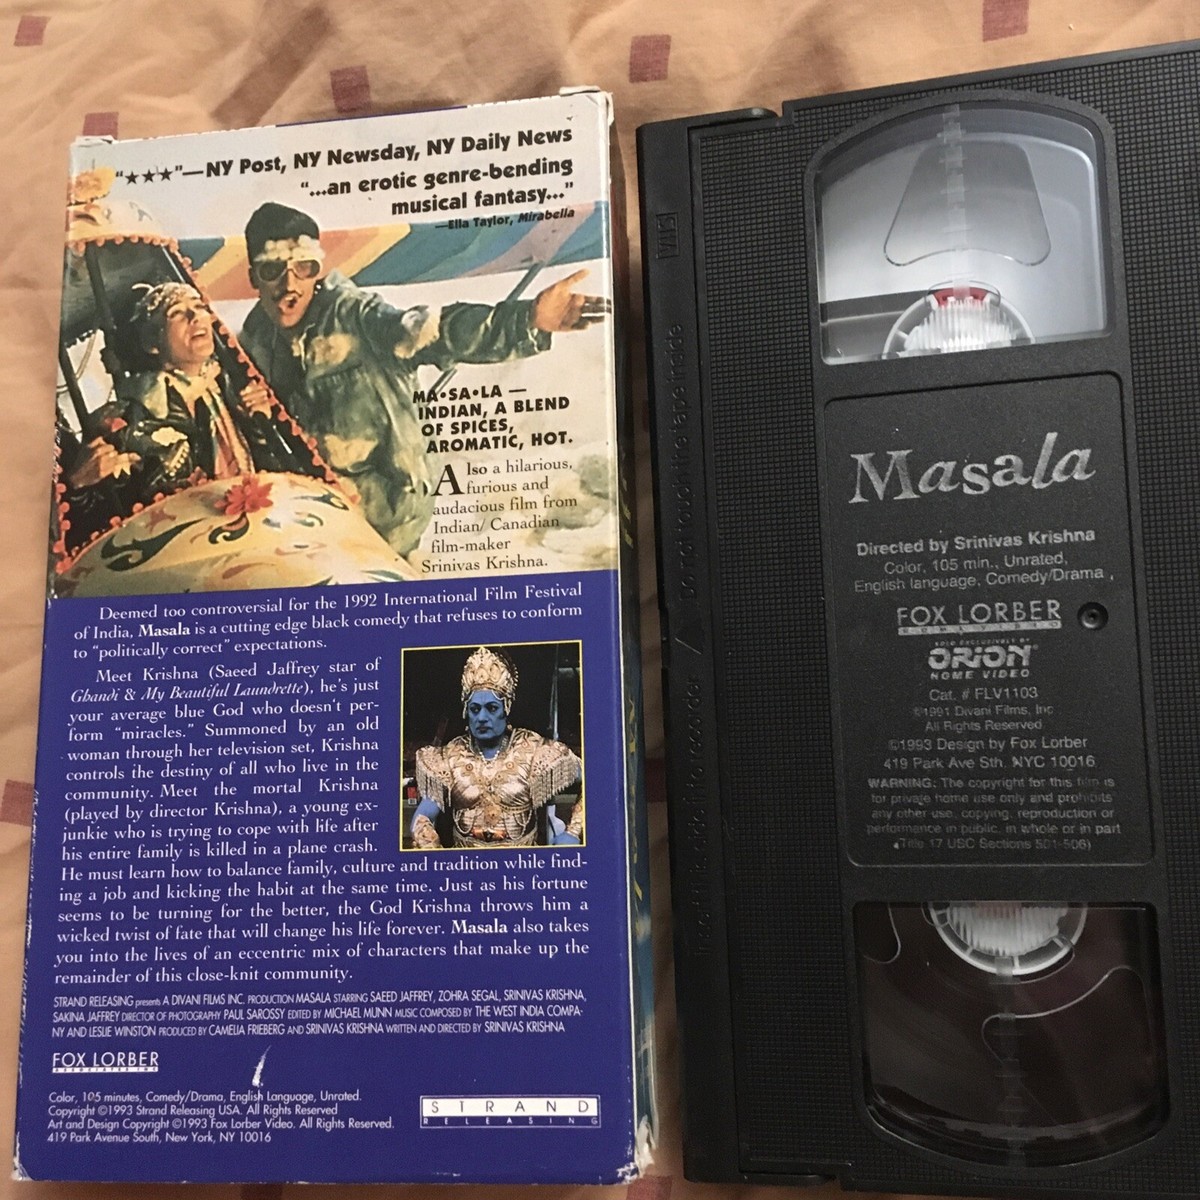 "★★★"—NY Post, NY Newsday, NY Daily News
"...an erotic genre-bending
musical fantasy..."
—Ella Taylor, Mirabella
MA•SA•LA —
INDIAN, A BLEND
OF SPICES,
AROMATIC, HOT.
Also a hilarious,
furious and
audacious film from
Indian/ Canadian
film-maker
Srinivas Krishna.
Deemed too controversial for the 1992 International Film Festival
of India, Masala is a cutting edge black comedy that refuses to conform
to "politically correct" expectations.
Meet Krishna (Saeed Jaffrey star of
Ghandi & My Beautiful Laundrette), he's just
your average blue God who doesn't per-
form "miracles." Summoned by an old
woman through her television set, Krishna
controls the destiny of all who live in the
community. Meet the mortal Krishna
(played by director Krishna), a young ex-
junkie who is trying to cope with life after
his entire family is killed in a plane crash.
He must learn how to balance family, culture and tradition while find-
ing a job and kicking the habit at the same time. Just as his fortune
seems to be turning for the better, the God Krishna throws him a
wicked twist of fate that will change his life forever. Masala also takes
you into the lives of an eccentric mix of characters that make up the
remainder of this close-knit community.
STRAND RELEASING presents A DIVANI FILMS INC. PRODUCTION MASALA STARRING SAEED JAFFREY, ZOHRA SEGAL, SRINIVAS KRISHNA,
SAKINA JAFFREY DIRECTOR OF PHOTOGRAPHY PAUL SAROSSY EDITED BY MICHAEL MUNN MUSIC COMPOSED BY THE WEST INDIA COMPA-
NY AND LESLIE WINSTON PRODUCED BY CAMELIA FRIEBERG AND SRINIVAS KRISHNA WRITTEN AND DIRECTED BY SRINIVAS KRISHNA
FOX LORBER
ASSOCIATES INC
Color, 105 minutes, Comedy/Drama, English Language, Unrated.
Copyright ©1993 Strand Releasing USA. All Rights Reserved
Art and Design Copyright ©1993 Fox Lorber Video. All Rights Reserved.
419 Park Avenue South, New York, NY 10016
STRAND
RELEASING
VHS
Do not touch the tape inside
Insert this side into recorder
Masala
Directed by Srinivas Krishna
Color, 105 min., Unrated,
English language, Comedy/Drama
FOX LORBER
HOME VIDEO
SOLD EXCLUSIVELY BY
ORION
HOME VIDEO
Cat. # FLV1103
©1991 Divani Films, Inc
All Rights Reserved
©1993 Design by Fox Lorber
419 Park Ave Sth, NYC 10016
WARNING: The copyright for this film is
for private home use only and prohibits
any other use, copying, reproduction or
performance in public, in whole or in part
(Title 17 USC Sections 501-506)